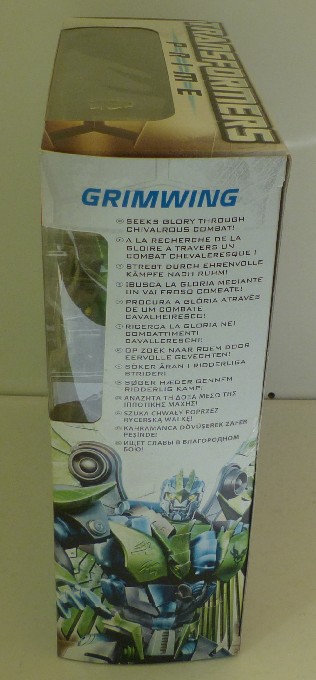 TRANSFORMERS
PRIME
GRIMWING
SEEKS GLORY THROUGH
CHIVALROUS COMBAT!
A LA RECHERCHE DE LA
GLOIRE A TRAVERS UN
COMBAT CHEVALERESQUE !
STREBT DURCH EHRENVOLLE
KÄMPFE NACH RUHM!
¡BUSCA LA GLORIA MEDIANTE
UN VALEROSO COMBATE!
PROCURA A GLÓRIA ATRAVÉS
DE UM COMBATE
CAVALHEIRESCO!
RICERCA LA GLORIA NEI
COMBATTIMENTI
CAVALLERESCHI!
OP ZOEK NAAR ROEM DOOR
EERVOLLE GEVECHTEN!
SÖKER ÄRAN I RIDDERLIGA
STRIDER!
SØGER HÆDER GENNEM
RIDDERLIG KAMP!
ΑΝΑΖΗΤΑ ΤΗ ΔΟΞΑ ΜΕΣΩ ΤΗΣ
ΙΠΠΟΤΙΚΗΣ ΜΑΧΗΣ!
SZUKA CHWAŁY POPRZEZ
RYCERSKĄ WALKĘ!
KAHRAMANCA DÖVÜŞEREK ZAFER
PEŞİNDE!
ИЩЕТ СЛАВЫ В БЛАГОРОДНОМ
БОЮ!